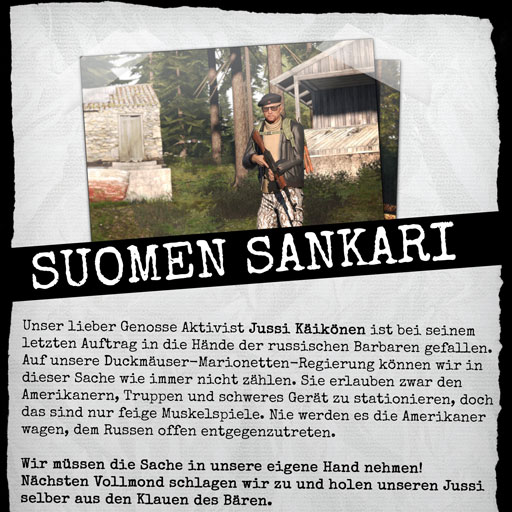 SUOMEN SANKARI
Unser lieber Genosse Aktivist Jussi Käikönen ist bei seinem
letzten Auftrag in die Hände der russischen Barbaren gefallen.
Auf unsere Duckmäuser-Marionetten-Regierung können wir in
dieser Sache wie immer nicht zählen. Sie erlauben zwar den
Amerikanern, Truppen und schweres Gerät zu stationieren, doch
das sind nur feige Muskelspiele. Nie werden es die Amerikaner
wagen, dem Russen offen entgegenzutreten.
Wir müssen die Sache in unsere eigene Hand nehmen!
Nächsten Vollmond schlagen wir zu und holen unseren Jussi
selber aus den Klauen des Bären.